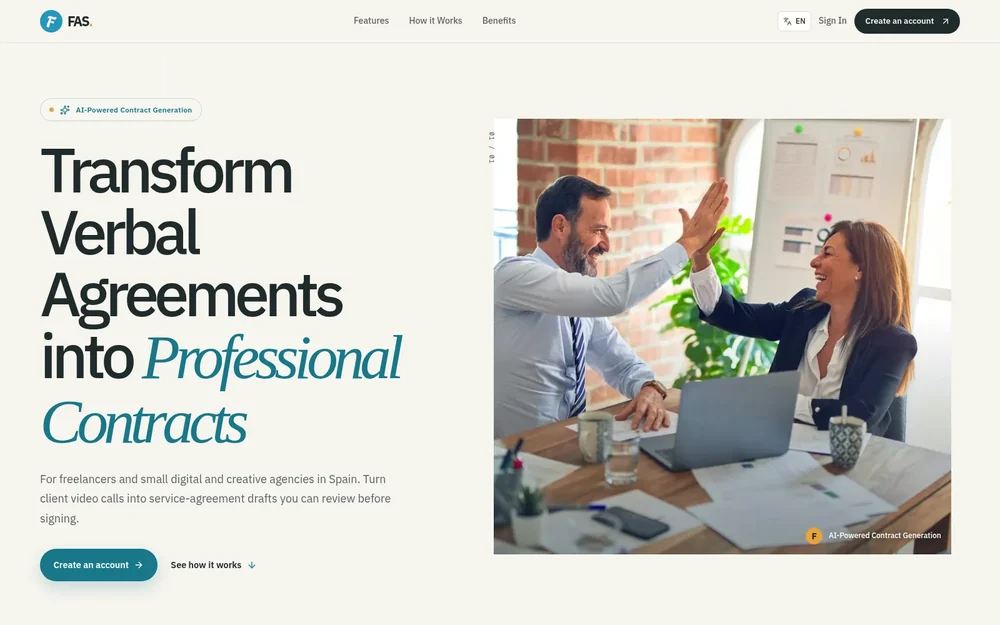 F FAS.
Features
How it Works
Benefits
EN
Sign In
Create an account
AI-Powered Contract Generation
Transform
Verbal
Agreements
into Professional
Contracts
For freelancers and small digital and creative agencies in Spain. Turn
client video calls into service-agreement drafts you can review before
signing.
Create an account
See how it works
01 / 01
F AI-Powered Contract Generation